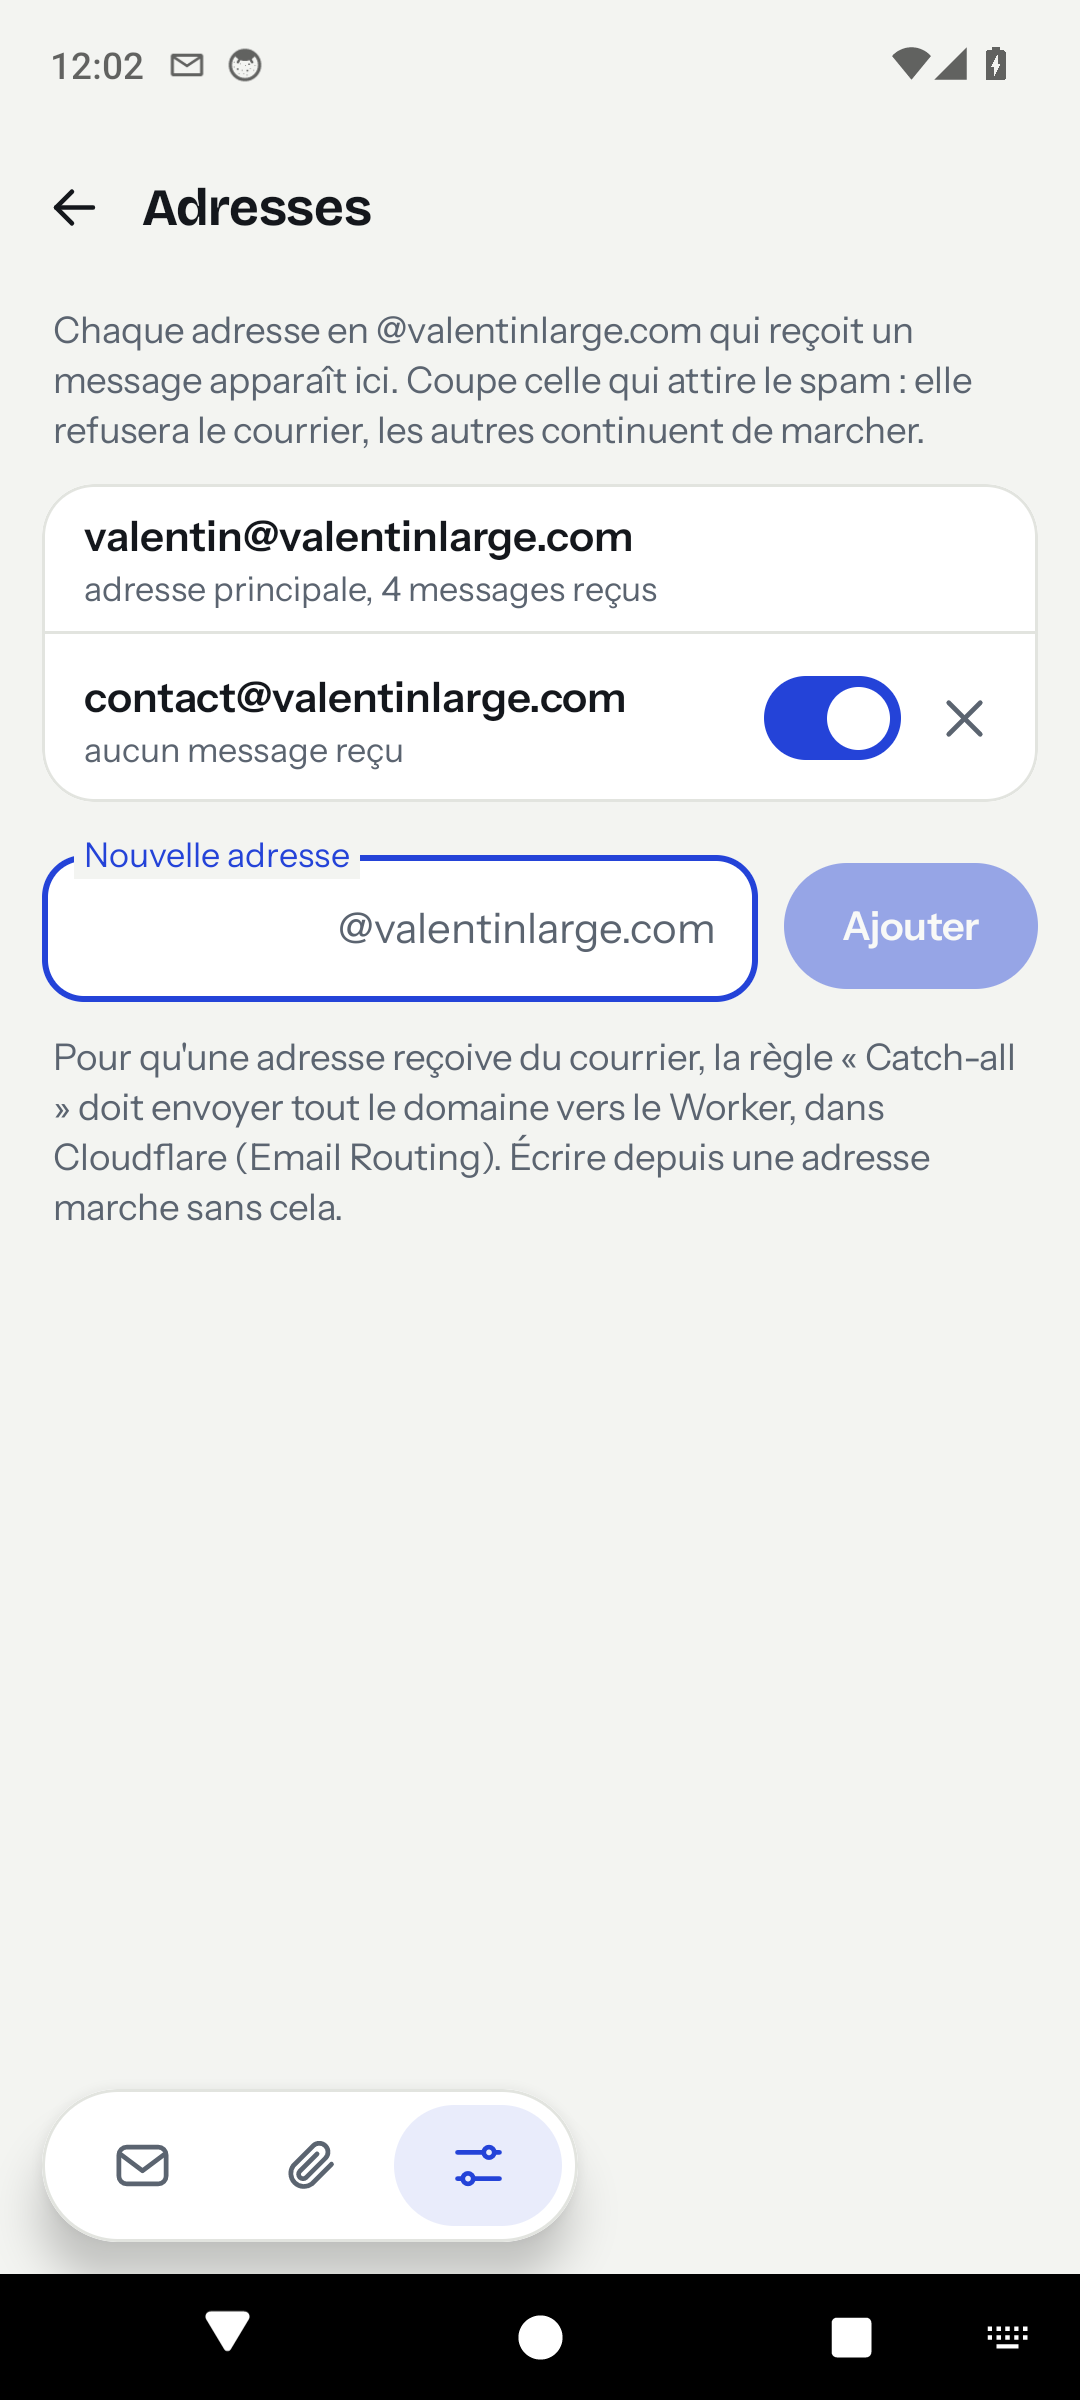 12:02
Adresses
Chaque adresse en @valentinlarge.com qui reçoit un
message apparaît ici. Coupe celle qui attire le spam : elle
refusera le courrier, les autres continuent de marcher.
valentin@valentinlarge.com
adresse principale, 4 messages reçus
contact@valentinlarge.com
aucun message reçu
Nouvelle adresse
@valentinlarge.com
Ajouter
Pour qu'une adresse reçoive du courrier, la règle « Catch-all
» doit envoyer tout le domaine vers le Worker, dans
Cloudflare (Email Routing). Écrire depuis une adresse
marche sans cela.